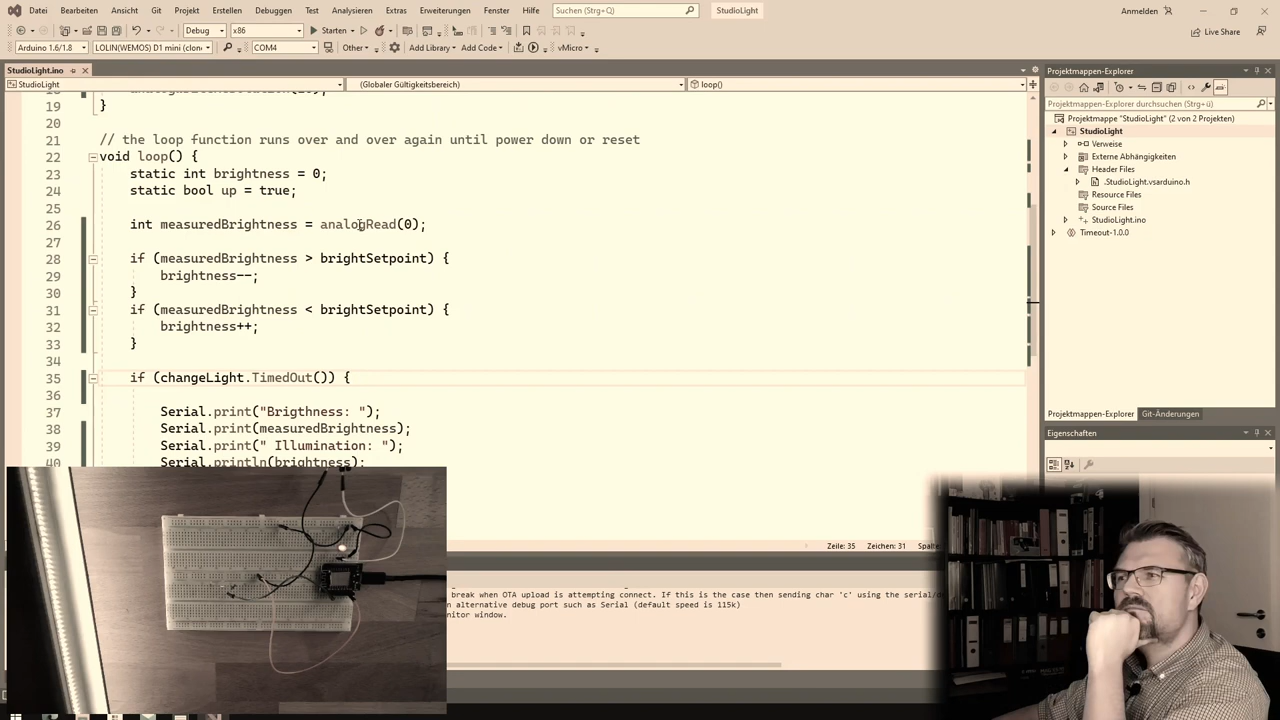 Datei Bearbeiten Ansicht Git Projekt Erstellen Debuggen Test Analysieren Extras Erweiterungen Fenster Hilfe Suchen (Strg+Q) StudioLight Anmelden
Debug x86 Starten Live Share
Arduino 1.6/1.8 LOLIN(WEMOS) D1 mini (clone COM4 Other Add Library Add Code vMicro
StudioLight.ino Projektmappen-Explorer
StudioLight (Globaler Gültigkeitsbereich) loop()
Projektmappen-Explorer durchsuchen (Strg+ü)
Projektmappe "StudioLight" (2 von 2 Projekten)
StudioLight
Verweise
Externe Abhängigkeiten
Header Files
.StudioLight.vsarduino.h
Resource Files
Source Files
StudioLight.ino
Timeout-1.0.0
19 }
20
21 // the loop function runs over and over again until power down or reset
22 void loop() {
23 static int brightness = 0;
24 static bool up = true;
25
26 int measuredBrightness = analogRead(0);
27
28 if (measuredBrightness > brightSetpoint) {
29 brightness--;
30 }
31 if (measuredBrightness < brightSetpoint) {
32 brightness++;
33 }
34
35 if (changeLight.TimedOut()) {
36
37 Serial.print("Brigthness: ");
38 Serial.print(measuredBrightness);
39 Serial.print(" Illumination: ");
40 Serial.println(brightness);
Projektmappen-Explorer Git-Änderungen
Eigenschaften
Zeile: 35 Zeichen: 31 Spalte
break when OTA upload is attempting connect. If this is the case then sending char 'c' using the serial/de
n alternative debug port such as Serial (default speed is 115k)
nitor window.